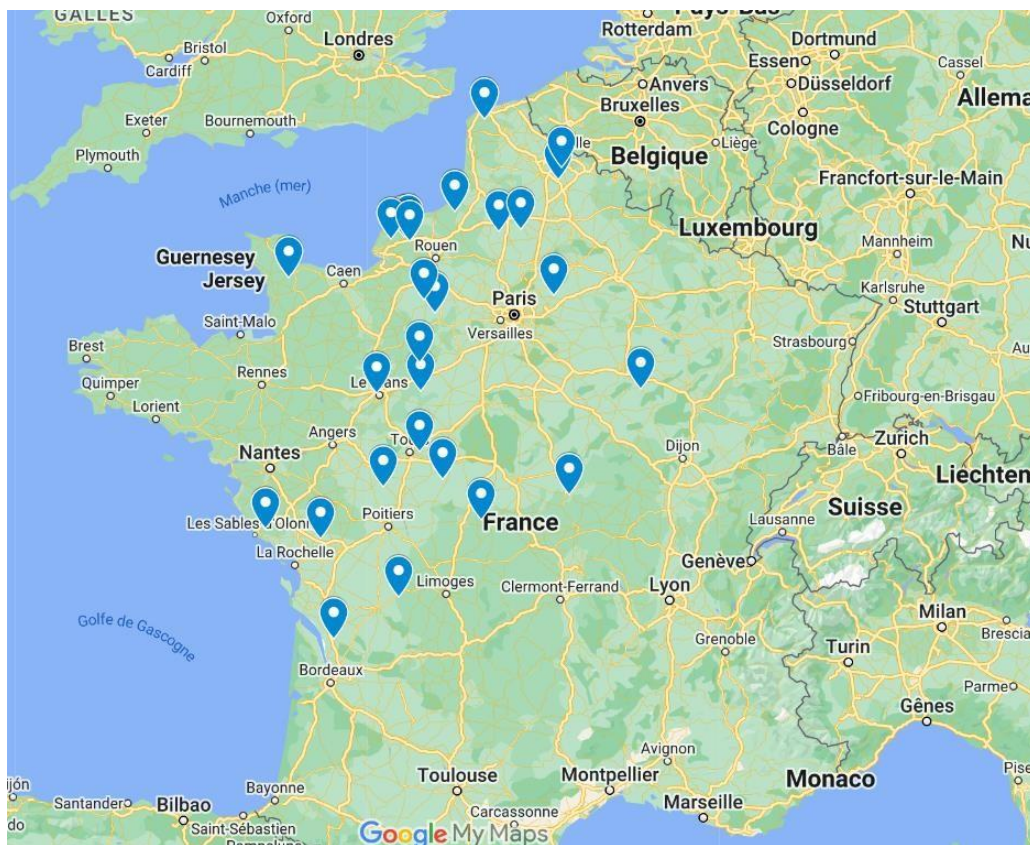 GALLES
Oxford
Bristol
Cardiff
Londres
Rotterdam
Dortmund
Essen
Düsseldorf
Cassel
Anvers
Bruxelles
Cologne
Allema
Exeter
Bournemouth
Plymouth
Liège
Belgique
Manche (mer)
Francfort-sur-le-Main
Luxembourg
Mannheim
Guernesey
Jersey
Caen
Rouen
Karlsruhe
Stuttgart
Paris
Versailles
Saint-Malo
Strasbourg
Brest
Rennes
Quimper
Lorient
Fribourg-en-Brisgau
Angers
Dijon
Bâle
Zurich
Nantes
Liechten
Suisse
Les Sables d'Olonn
Poitiers
France
Lausanne
La Rochelle
Genève
Limoges
Clermont-Ferrand
Lyon
Golfe de Gascogne
Milan
Grenoble
Turin
Brescia
Bordeaux
Parme
Gênes
Avignon
Bayonne
Toulouse
Montpellier
Monaco
Santander
Bilbao
Saint-Sébastien
Carcassonne
Marseille
Google My Maps